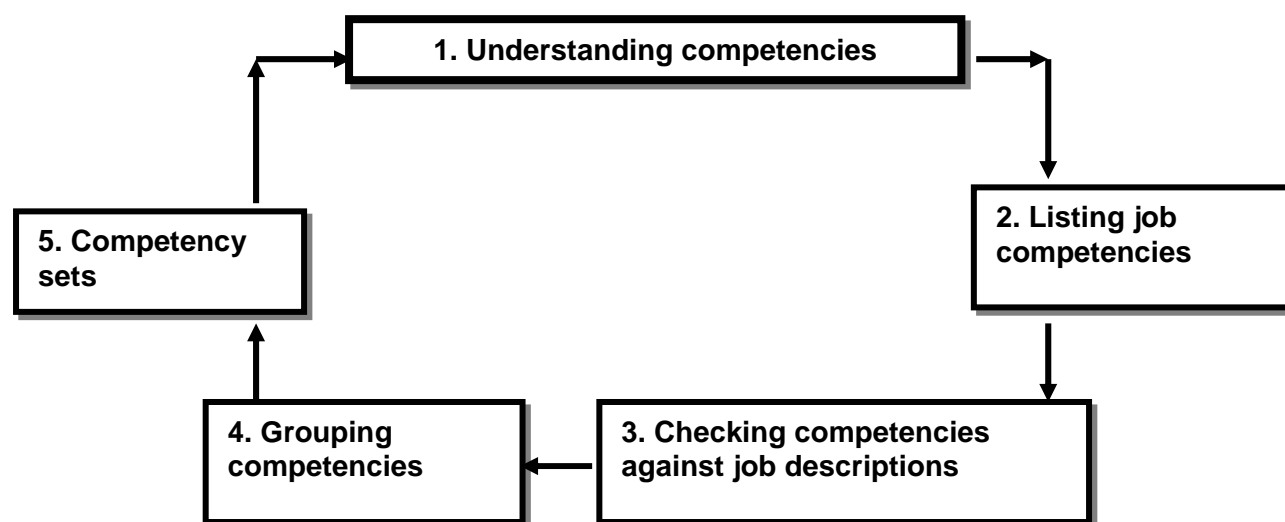 1. Understanding competencies
2. Listing job
competencies
3. Checking competencies
against job descriptions
4. Grouping
competencies
5. Competency
sets